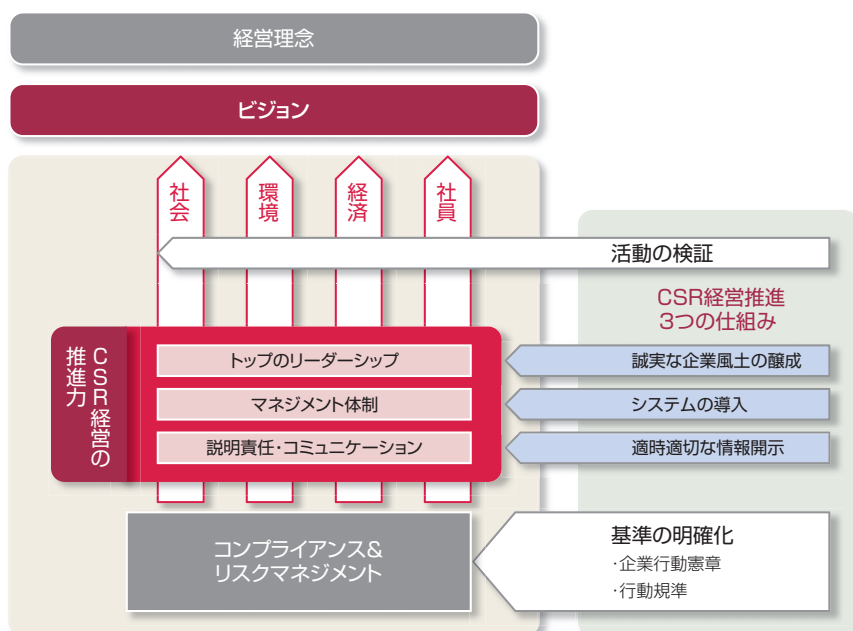 経営理念
ビジョン
社会
環境
経済
社員
活動の検証
CSR経営推進
3つの仕組み
CSR経営の
推進力
トップのリーダーシップ
マネジメント体制
説明責任・コミュニケーション
誠実な企業風土の醸成
システムの導入
適時適切な情報開示
コンプライアンス&
リスクマネジメント
基準の明確化
・企業行動憲章
・行動規準